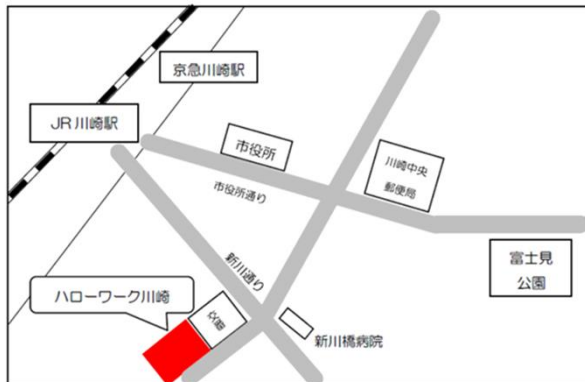 京急川崎駅
JR川崎駅
市役所
川崎中央
郵便局
市役所通り
新川通り
富士見
公園
ハローワーク川崎
交番
新川橋病院